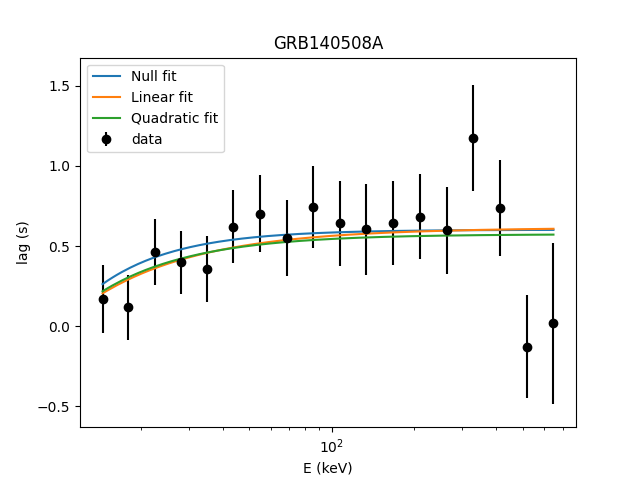 GRB140508A
Null fit
Linear fit
Quadratic fit
data
lag (s)
1.5
1.0
0.5
0.0
−0.5
10²
E (keV)